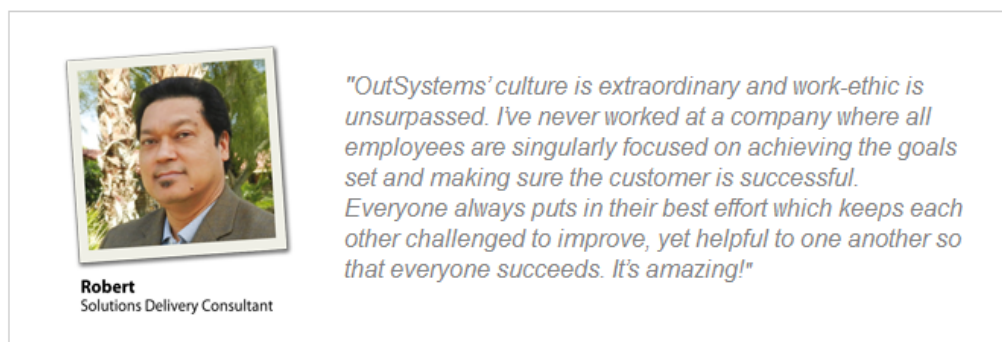 "OutSystems’ culture is extraordinary and work-ethic is
unsurpassed. I’ve never worked at a company where all
employees are singularly focused on achieving the goals
set and making sure the customer is successful.
Everyone always puts in their best effort which keeps each
other challenged to improve, yet helpful to one another so
that everyone succeeds. It’s amazing!"
Robert
Solutions Delivery Consultant